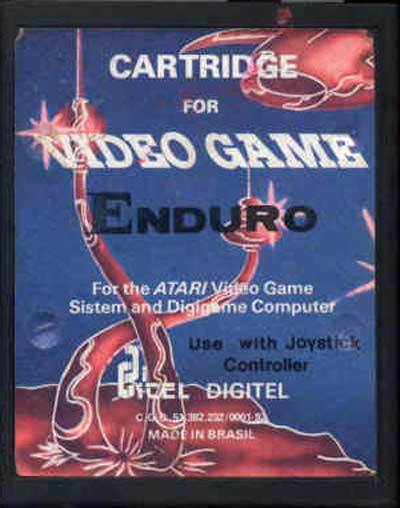 CARTRIDGE
FOR
VIDEO GAME
ENDURO
For the ATARI Video Game
Sistem and Digigame Computer
Use with Joystick
Controller
DIGITEL
MADE IN BRASIL